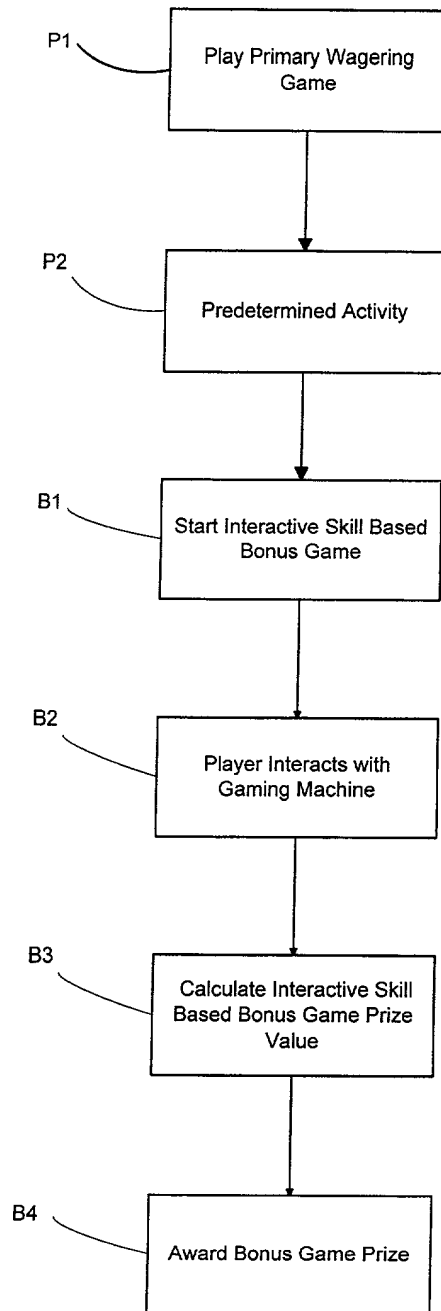 P1
Play Primary Wagering
Game
P2
Predetermined Activity
B1
Start Interactive Skill Based
Bonus Game
B2
Player Interacts with
Gaming Machine
B3
Calculate Interactive Skill
Based Bonus Game Prize
Value
B4
Award Bonus Game Prize